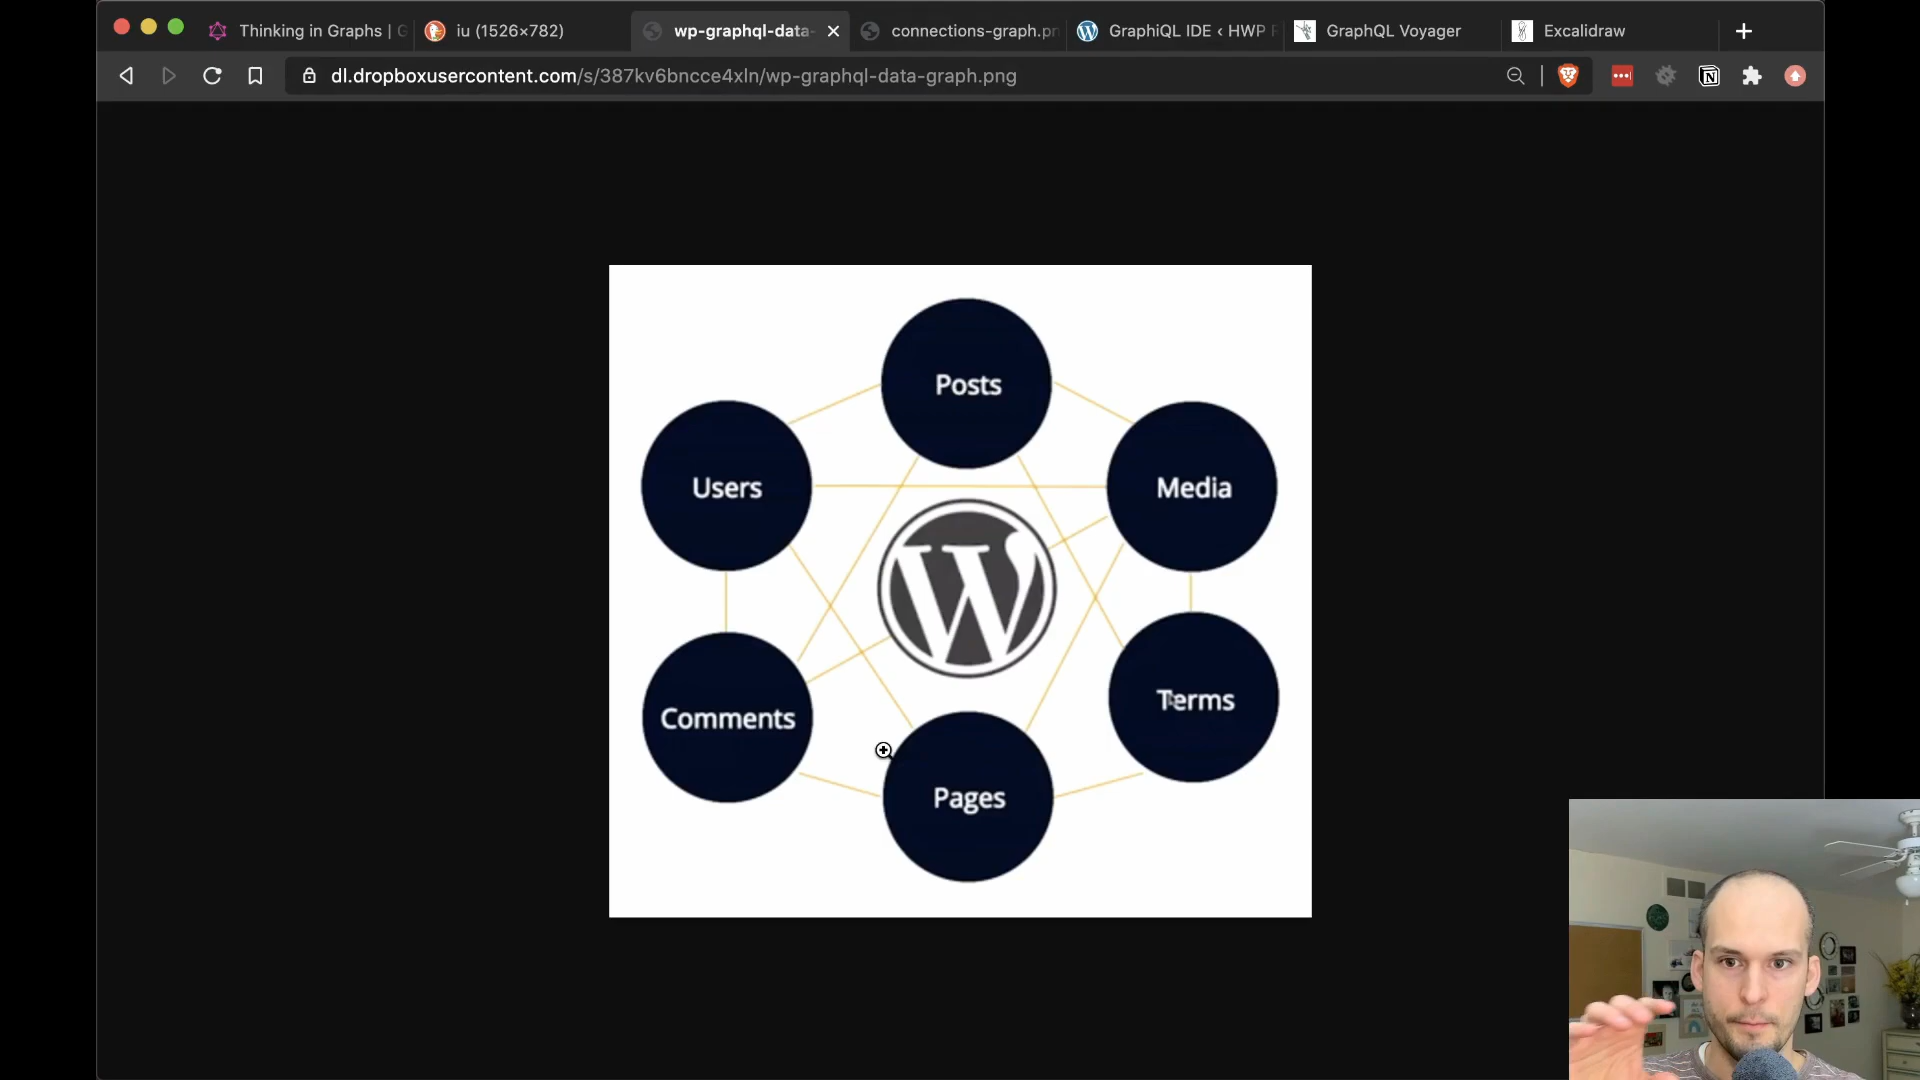 Thinking in Graphs | G
iu (1526×782)
wp-graphql-data-
connections-graph.pn
GraphiQL IDE ‹ HWP R
GraphQL Voyager
Excalidraw
dl.dropboxusercontent.com/s/387kv6bncce4xln/wp-graphql-data-graph.png
Posts
Users
Media
Comments
Terms
Pages